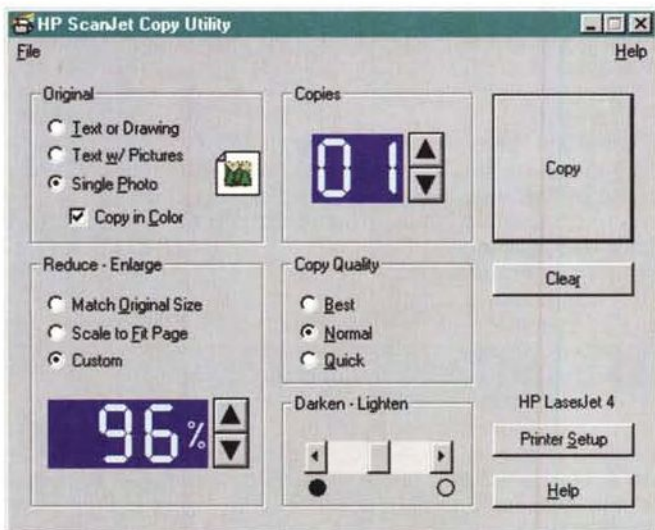 HP ScanJet Copy Utility
File
Help
Original
Text or Drawing
Text w/ Pictures
Single Photo
Copy in Color
Copies
01
Copy
Reduce - Enlarge
Match Original Size
Scale to Fit Page
Custom
96%
Copy Quality
Best
Normal
Quick
Darken - Lighten
Clear
HP LaserJet 4
Printer Setup
Help